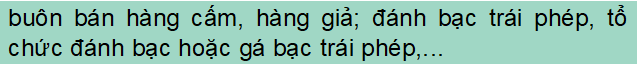 buôn bán hàng cấm, hàng giả; đánh bạc trái phép, tổ
chức đánh bạc hoặc gá bạc trái phép,...